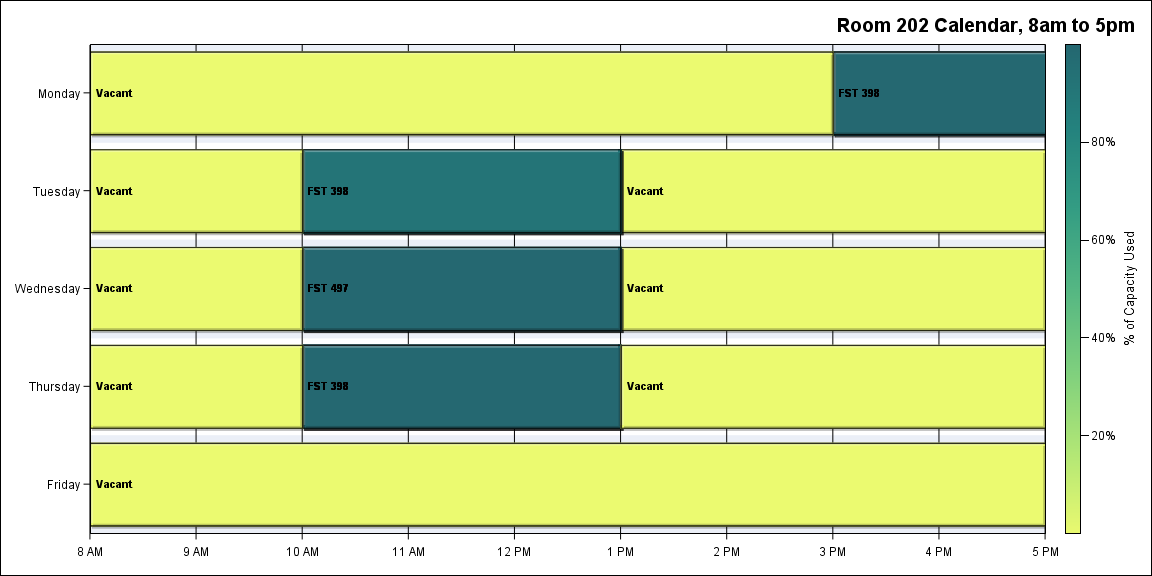 Room 202 Calendar, 8am to 5pm
Monday
Vacant
FST 398
Tuesday
Vacant
FST 398
Vacant
Wednesday
Vacant
FST 497
Vacant
Thursday
Vacant
FST 398
Vacant
Friday
Vacant
8 AM
9 AM
10 AM
11 AM
12 PM
1 PM
2 PM
3 PM
4 PM
5 PM
80%
60%
40%
20%
% of Capacity Used